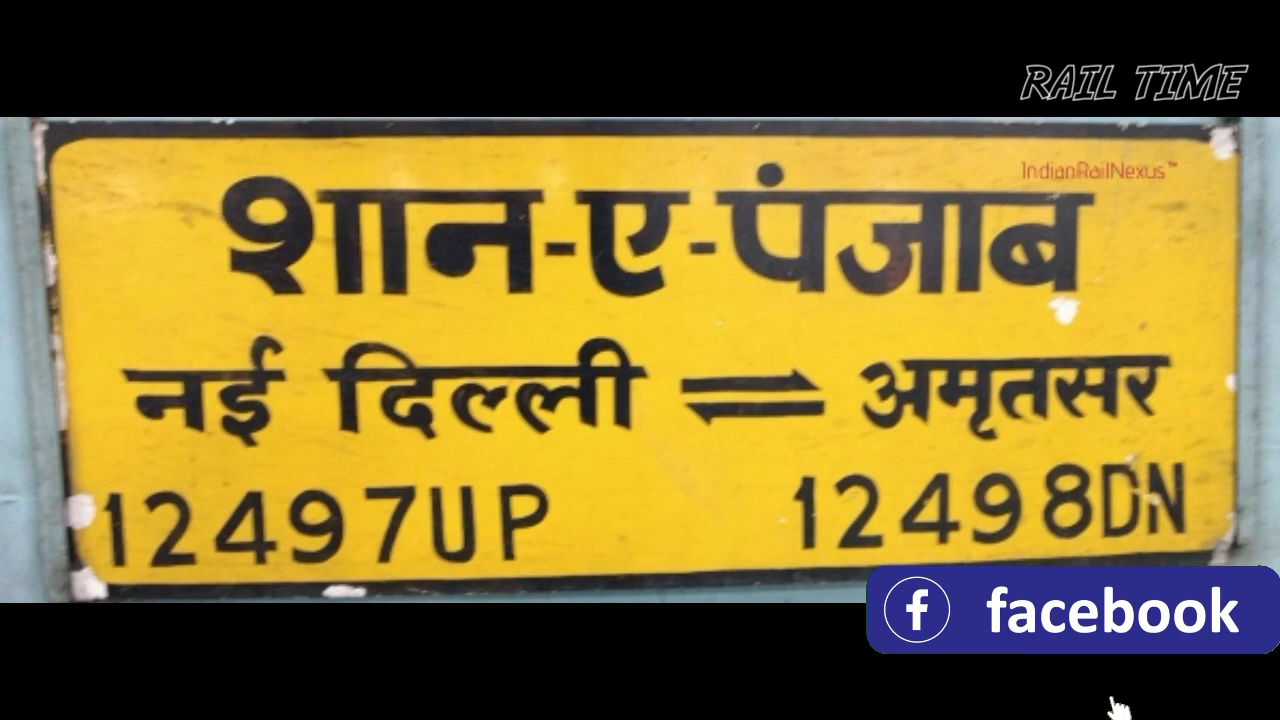 RAIL TIME
IndianRailNexus™
शान-ए-पंजाब
नई दिल्ली ⇌ अमृतसर
12497UP 12498DN
facebook